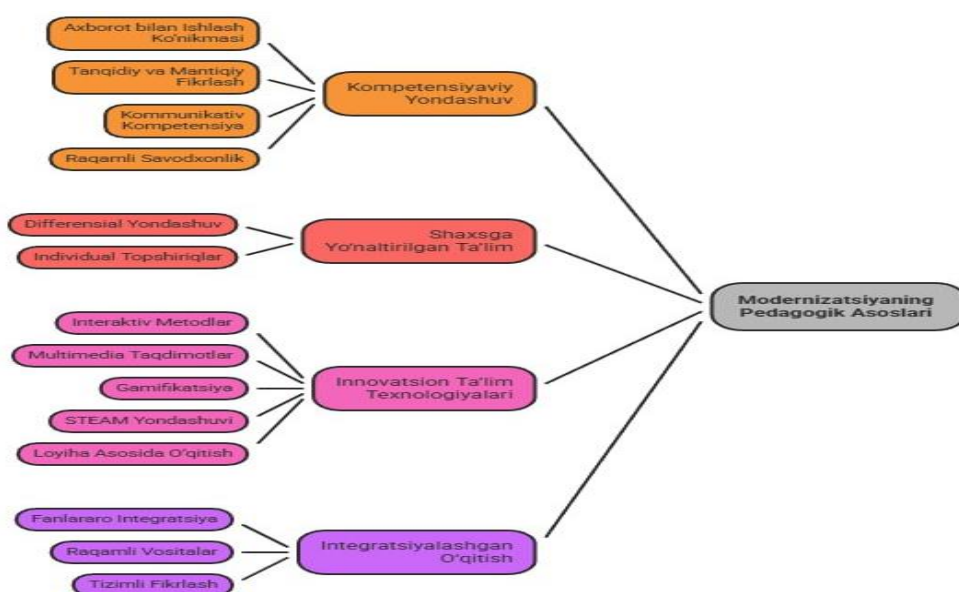 Axborot bilan Ishlash
Ko'nikmasi
Tanqidiy va Mantiqiy
Fikrlash
Kommunikativ
Kompetensiya
Raqamli Savodxonlik
Kompetensiyaviy
Yondashuv
Differensial Yondashuv
Individual Topshiriqlar
Shaxsga
Yo'naltirilgan Ta'lim
Interaktiv Metodlar
Multimedia Taqdimotlar
Gamifikatsiya
STEAM Yondashuvi
Loyiha Asosida O'qitish
Innovatsion Ta'lim
Texnologiyalari
Fanlararo Integratsiya
Raqamli Vositalar
Tizimli Fikrlash
Integratsiyalashgan
O'qitish
Modernizatsiyaning
Pedagogik Asoslari